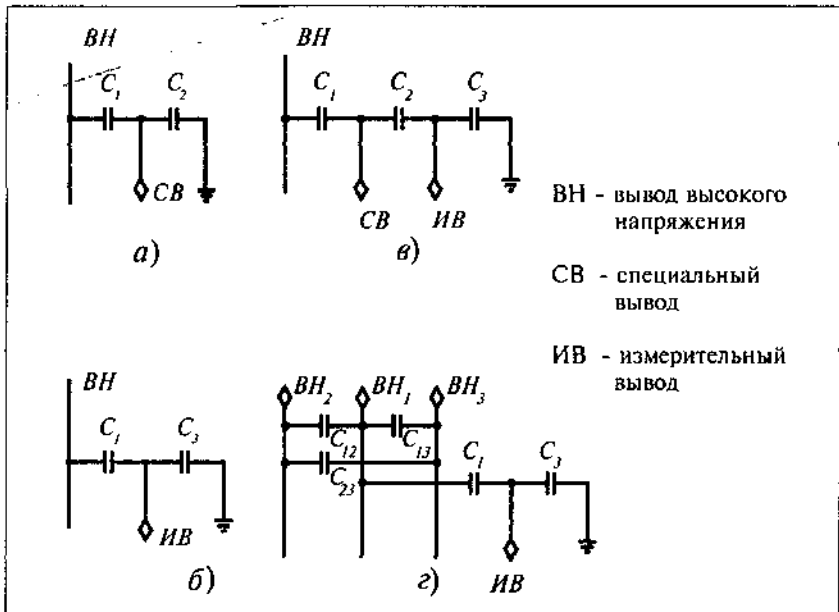 ВН
C₁ C₂
СВ
а)
ВН
C₁ C₂ C₃
СВ ИВ
в)
ВН - вывод высокого
напряжения
СВ - специальный
вывод
ИВ - измерительный
вывод
ВН
C₁ C₃
ИВ
б)
ВН₂ ВН₁ ВН₃
C₁₂ C₁₃
C₂₃
C₁ C₃
ИВ
г)